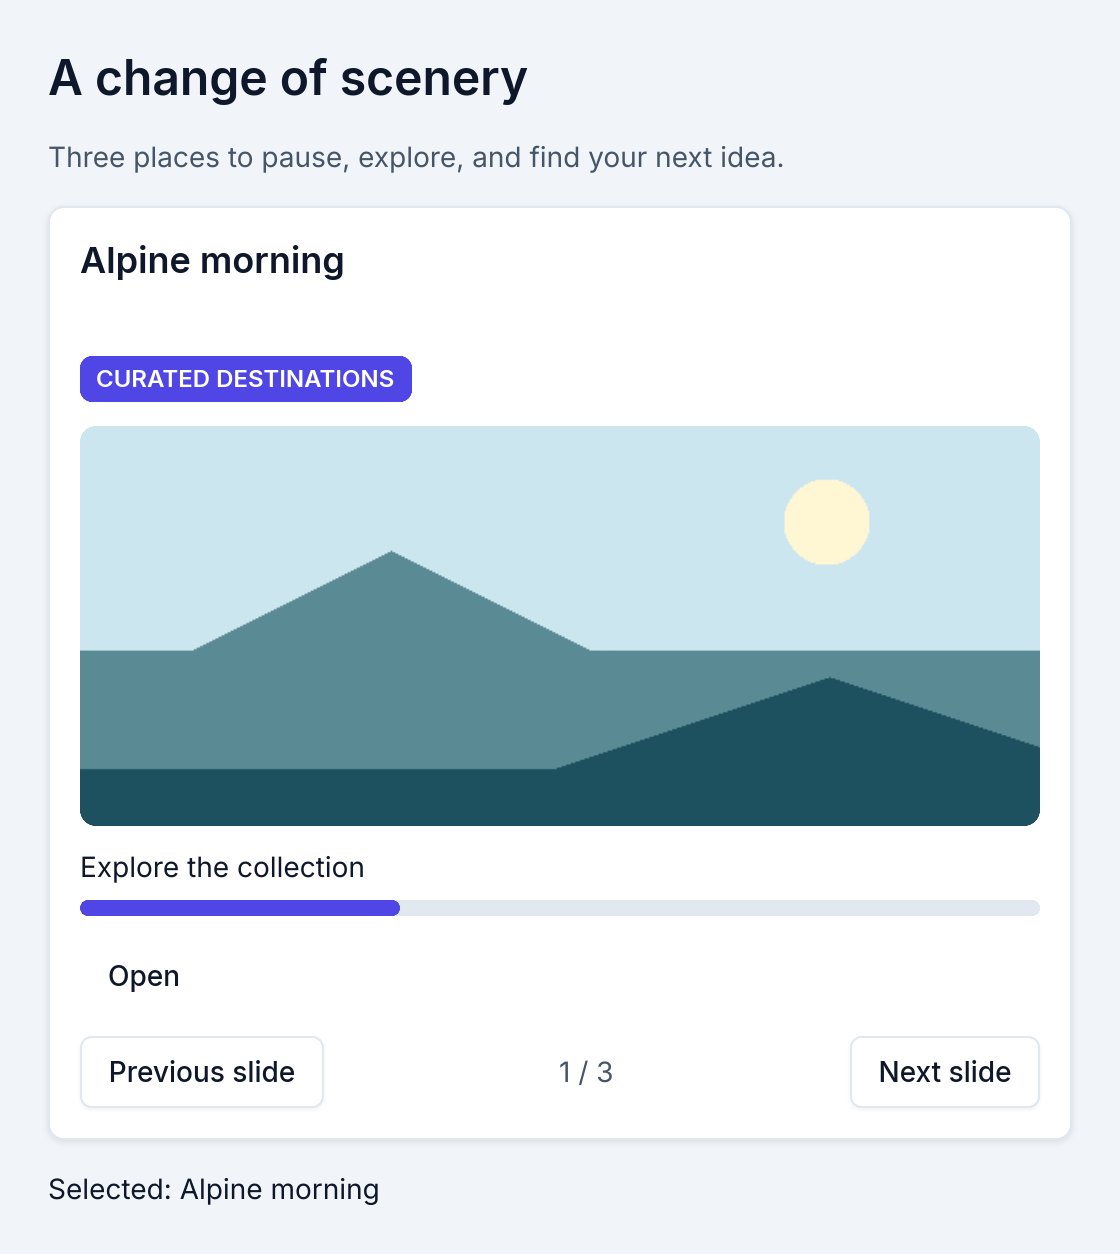 A change of scenery
Three places to pause, explore, and find your next idea.
Alpine morning
CURATED DESTINATIONS
Explore the collection
Open
Previous slide
1 / 3
Next slide
Selected: Alpine morning